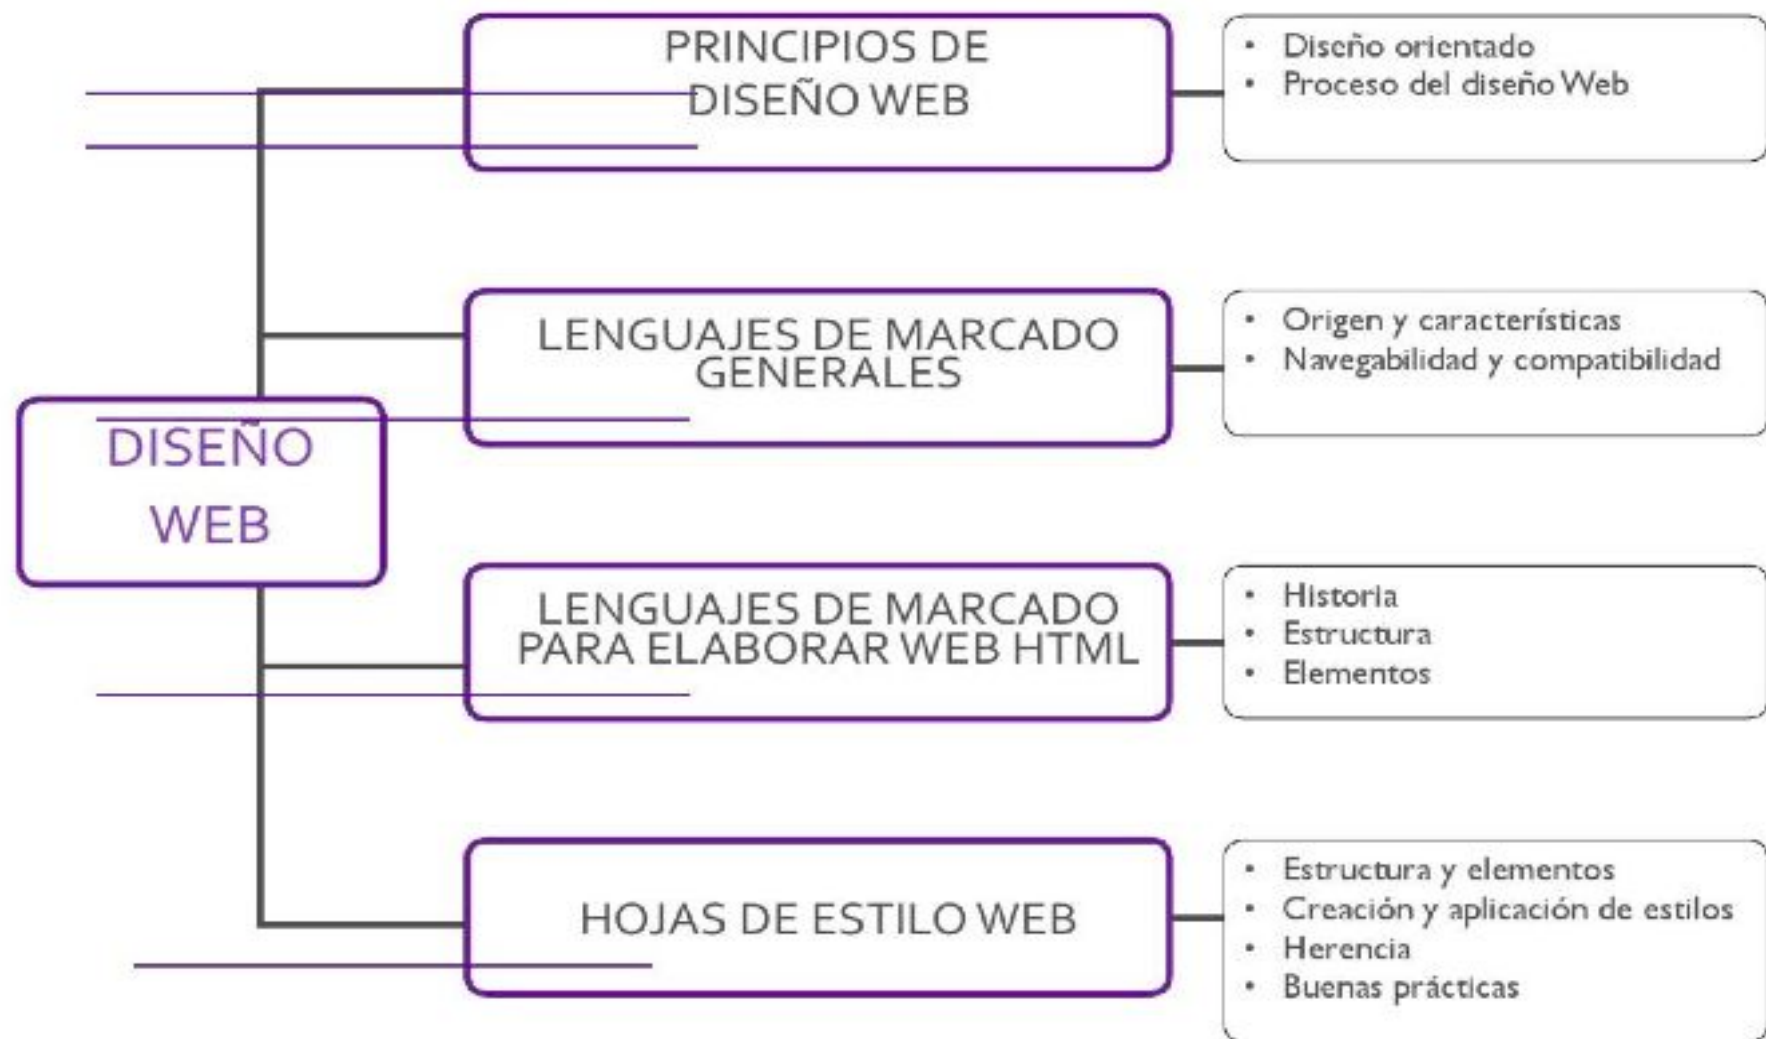 PRINCIPIOS DE
DISEÑO WEB
• Diseño orientado
• Proceso del diseño Web
LENGUAJES DE MARCADO
GENERALES
• Origen y características
• Navegabilidad y compatibilidad
DISEÑO
WEB
LENGUAJES DE MARCADO
PARA ELABORAR WEB HTML
• Historia
• Estructura
• Elementos
HOJAS DE ESTILO WEB
• Estructura y elementos
• Creación y aplicación de estilos
• Herencia
• Buenas prácticas